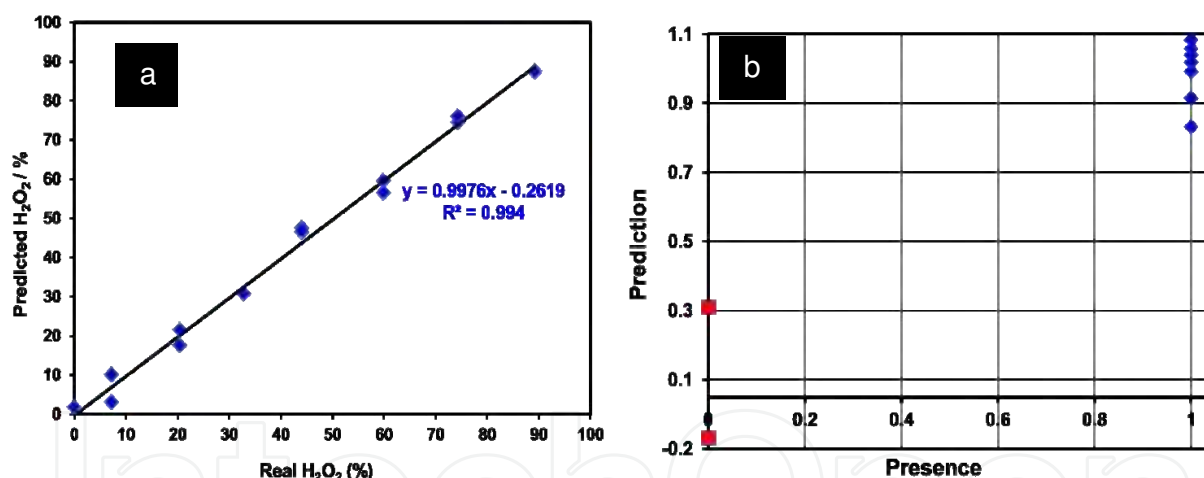 a
100
90
80
70
60
50
40
30
20
10
0
Predicted H₂O₂ / %
y = 0.9976x - 0.2619
R² = 0.994
0 10 20 30 40 50 60 70 80 90 100
Real H₂O₂ (%)
b
1.1
0.9
0.7
0.5
0.3
0.1
-0.2
Prediction
0 0.2 0.4 0.6 0.8 1
Presence
IntechOpen